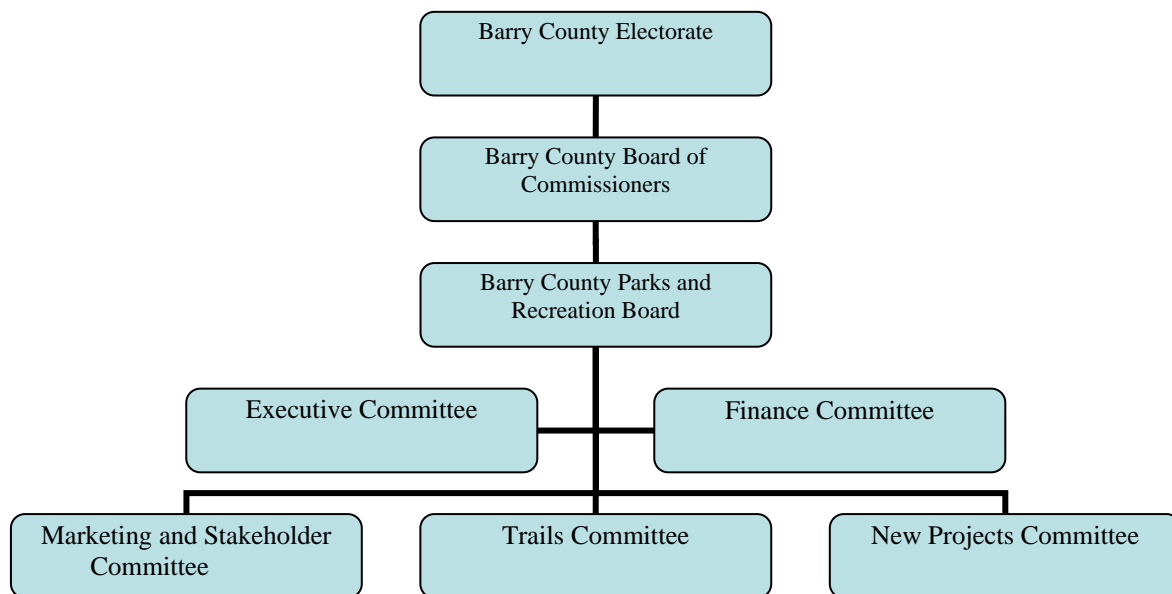 Barry County Electorate
Barry County Board of
Commissioners
Barry County Parks and
Recreation Board
Executive Committee
Finance Committee
Marketing and Stakeholder
Committee
Trails Committee
New Projects Committee